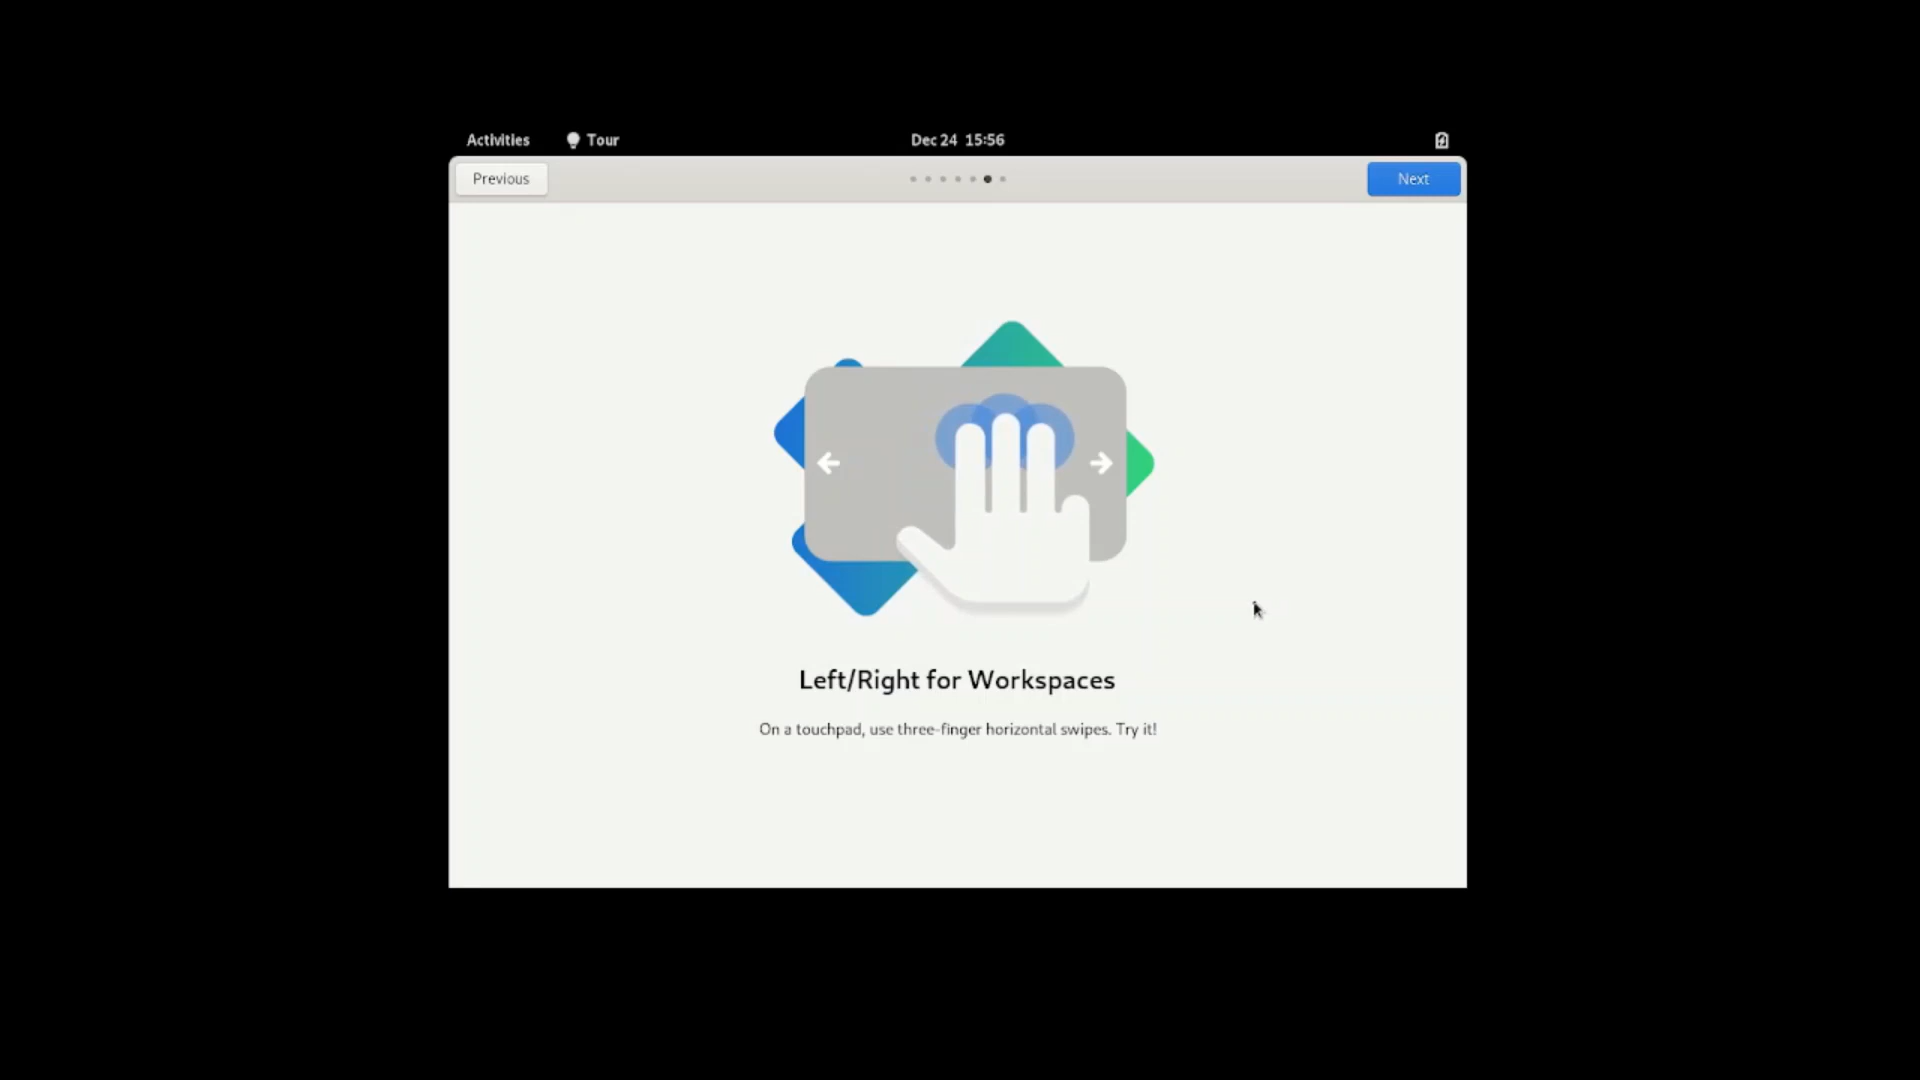 Activities Tour Dec 24 15:56
Previous Next
Left/Right for Workspaces
On a touchpad, use three-finger horizontal swipes. Try it!